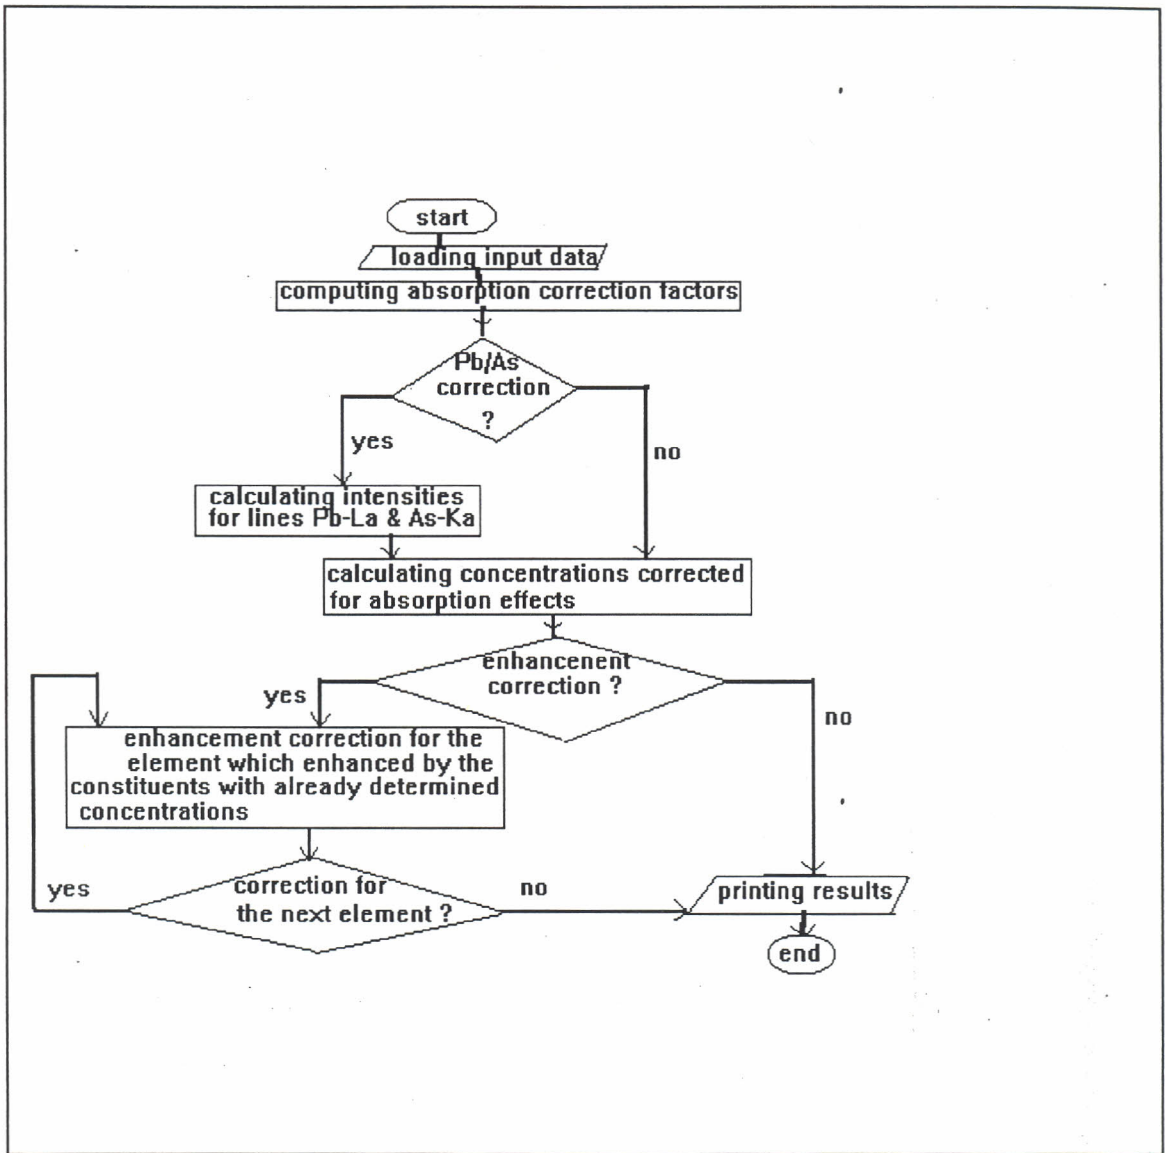 start
loading input data
computing absorption correction factors
Pb/As
correction
?
yes
no
calculating intensities
for lines Pb-La & As-Ka
calculating concentrations corrected
for absorption effects
enhancenent
correction ?
yes
no
enhancement correction for the
element which enhanced by the
constituents with already determined
concentrations
yes
correction for
the next element ?
no
printing results
end